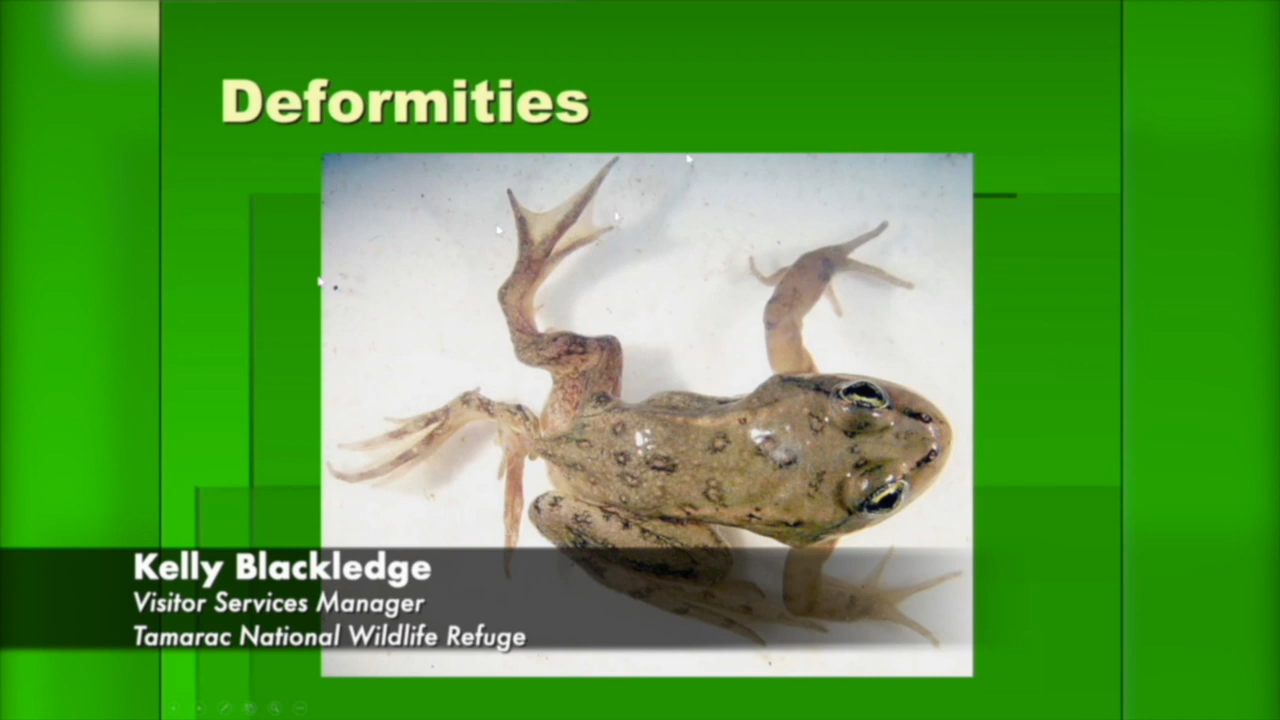 Deformities
Kelly Blackledge
Visitor Services Manager
Tamarac National Wildlife Refuge